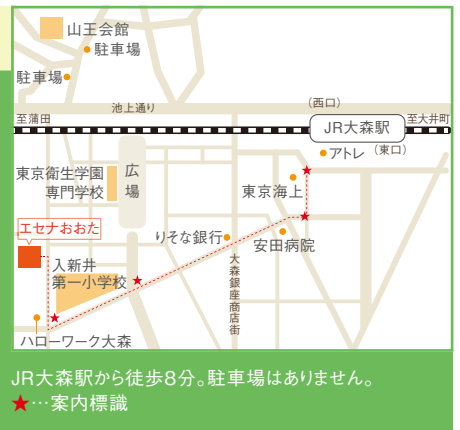 山王会館
駐車場
駐車場
池上通り
(西口)
至蒲田
JR大森駅
至大井町
アトレ
(東口)
東京衛生学園
専門学校
広場
東京海上
エセナおおた
りそな銀行
安田病院
入新井
第一小学校
大森銀座商店街
ハローワーク大森
JR大森駅から徒歩8分。駐車場はありません。
★…案内標識